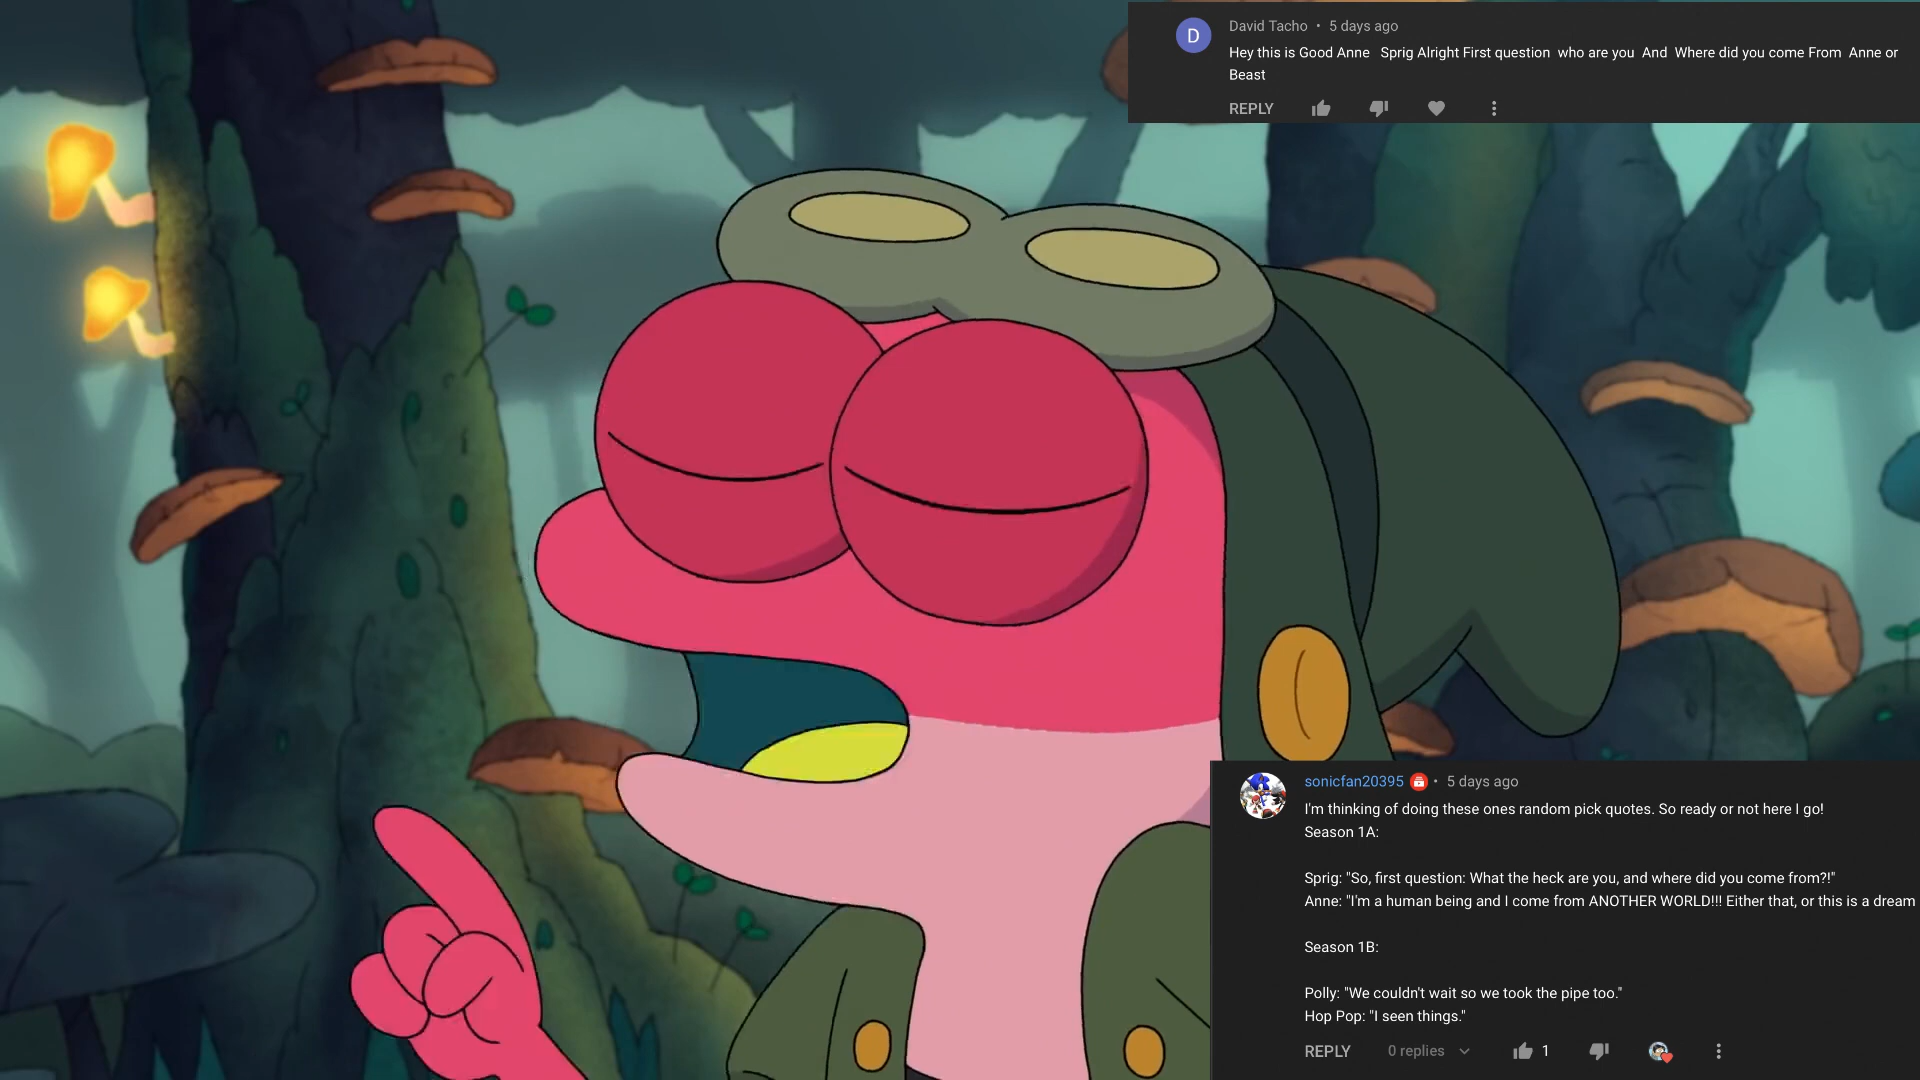 D
David Tacho • 5 days ago
Hey this is Good Anne Sprig Alright First question who are you And Where did you come From Anne or
Beast
REPLY
sonicfan20395 • 5 days ago
I'm thinking of doing these ones random pick quotes. So ready or not here I go!
Season 1A:
Sprig: "So, first question: What the heck are you, and where did you come from?!"
Anne: "I'm a human being and I come from ANOTHER WORLD!!! Either that, or this is a dream
Season 1B:
Polly: "We couldn't wait so we took the pipe too."
Hop Pop: "I seen things."
REPLY 0 replies 1